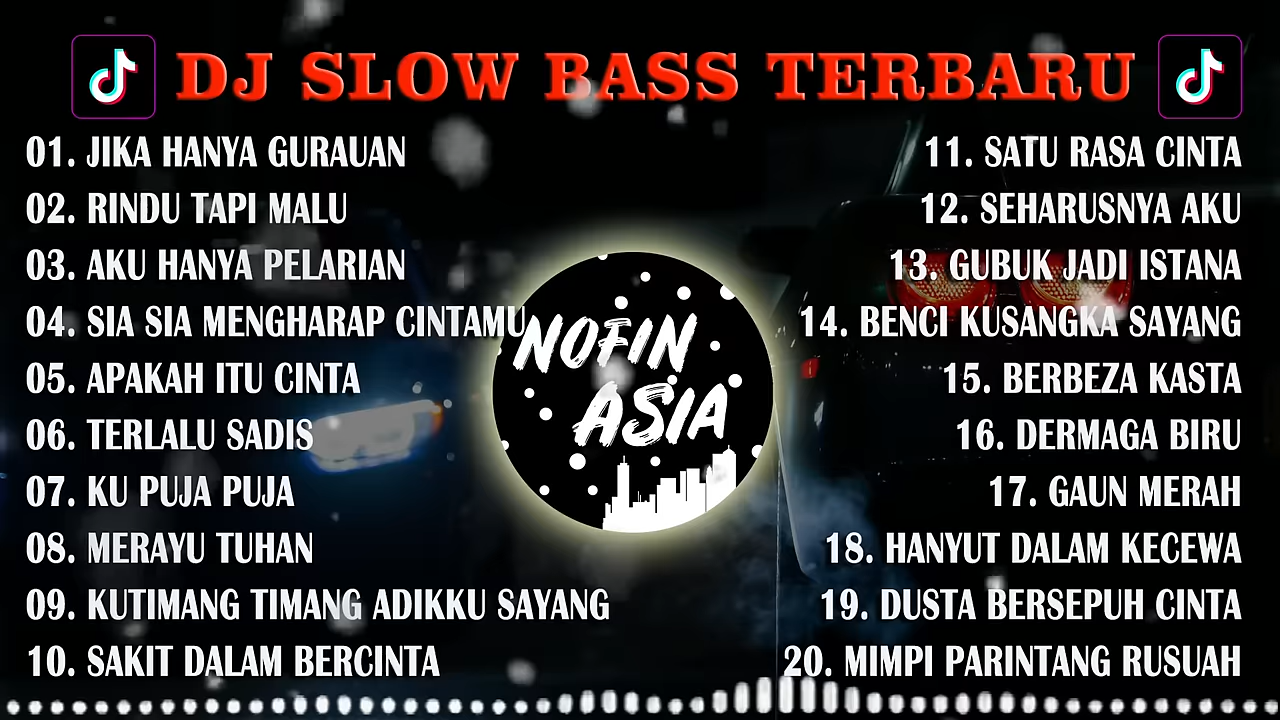 DJ SLOW BASS TERBARU
01. JIKA HANYA GURAUAN
02. RINDU TAPI MALU
03. AKU HANYA PELARIAN
04. SIA SIA MENGHARAP CINTAMU
05. APAKAH ITU CINTA
06. TERLALU SADIS
07. KU PUJA PUJA
08. MERAYU TUHAN
09. KUTIMANG TIMANG ADIKKU SAYANG
10. SAKIT DALAM BERCINTA
NOFIN
ASIA
11. SATU RASA CINTA
12. SEHARUSNYA AKU
13. GUBUK JADI ISTANA
14. BENCI KUSANGKA SAYANG
15. BERBEZA KASTA
16. DERMAGA BIRU
17. GAUN MERAH
18. HANYUT DALAM KECEWA
19. DUSTA BERSEPUH CINTA
20. MIMPI PARINTANG RUSUAH